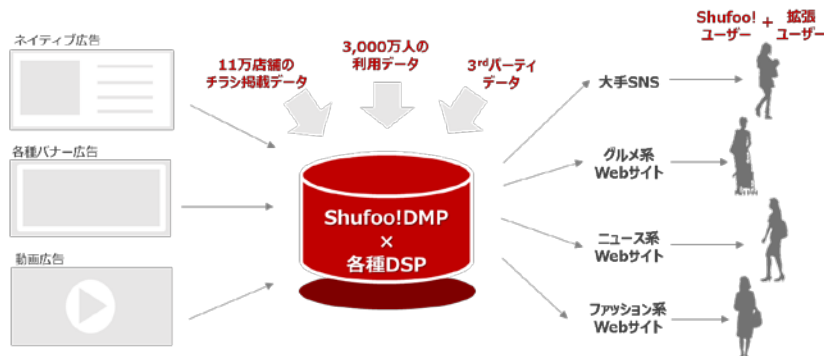 ネイティブ広告
各種バナー広告
動画広告
11万店舗の
チラシ掲載データ
3,000万人の
利用データ
3rdパーティ
データ
Shufoo!DMP
×
各種DSP
大手SNS
グルメ系
Webサイト
ニュース系
Webサイト
ファッション系
Webサイト
Shufoo! + 拡張
ユーザー ユーザー